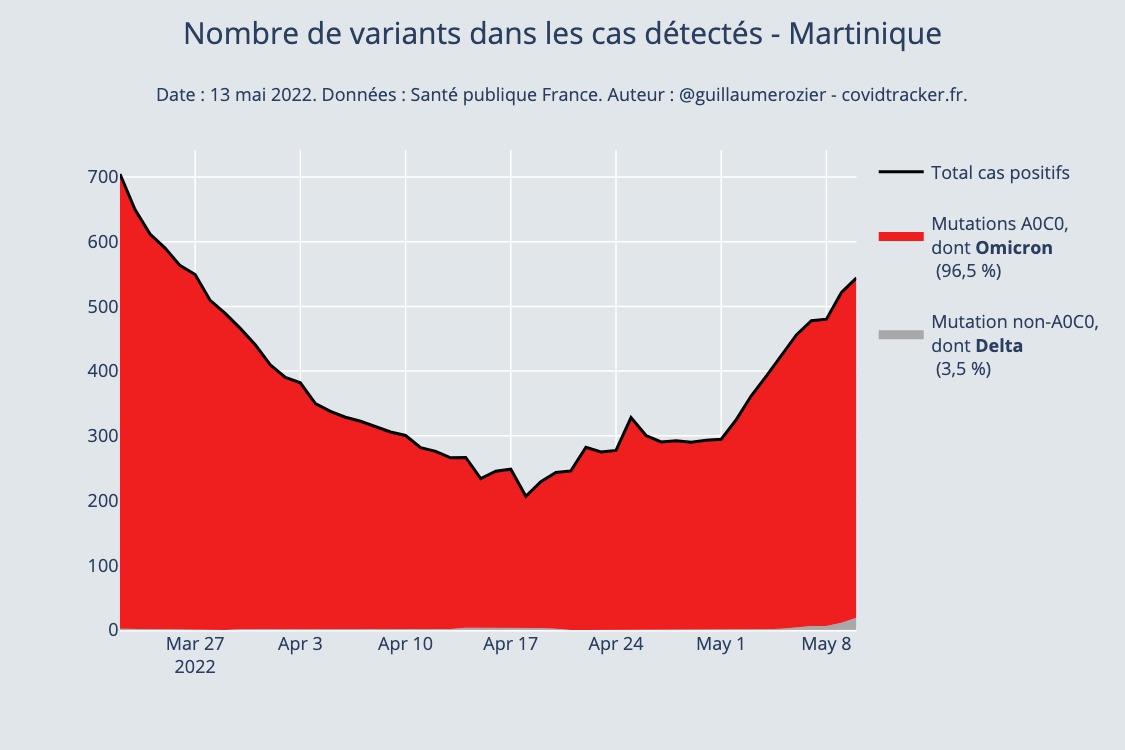 Nombre de variants dans les cas détectés - Martinique
Date : 13 mai 2022. Données : Santé publique France. Auteur : @guillaumerozier - covidtracker.fr.
700
600
500
400
300
200
100
0
Mar 27
2022
Apr 3
Apr 10
Apr 17
Apr 24
May 1
May 8
Total cas positifs
Mutations A0C0,
dont Omicron
(96,5 %)
Mutation non-A0C0,
dont Delta
(3,5 %)